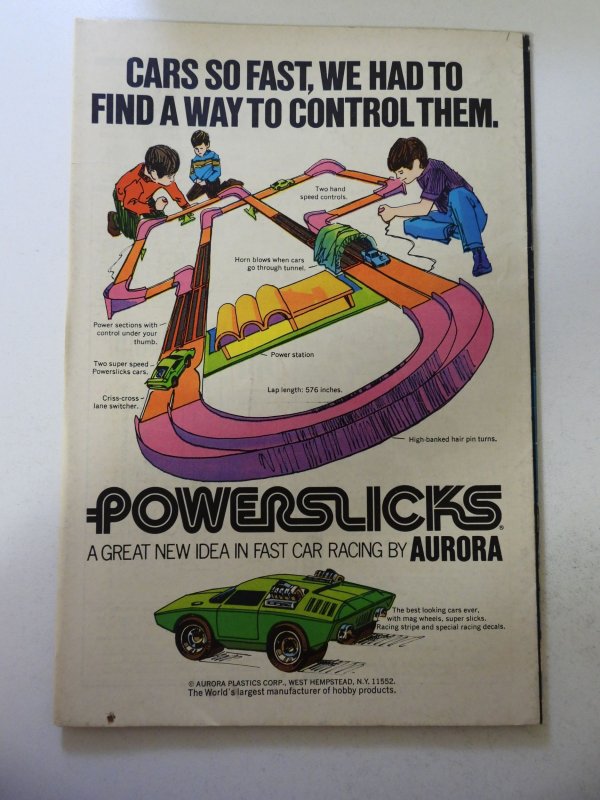 CARS SO FAST, WE HAD TO
FIND A WAY TO CONTROL THEM.
Two hand
speed controls.
Horn blows when cars
go through tunnel.
Power sections with
control under your
thumb.
Power station
Two super speed
Powerslicks cars.
Lap length: 576 inches.
Criss-cross
lane switcher.
High-banked hair pin turns.
POWERSLICKS®
A GREAT NEW IDEA IN FAST CAR RACING BY AURORA
The best looking cars ever,
with mag wheels, super slicks.
Racing stripe and special racing decals.
© AURORA PLASTICS CORP., WEST HEMPSTEAD, N.Y. 11552.
The World's largest manufacturer of hobby products.